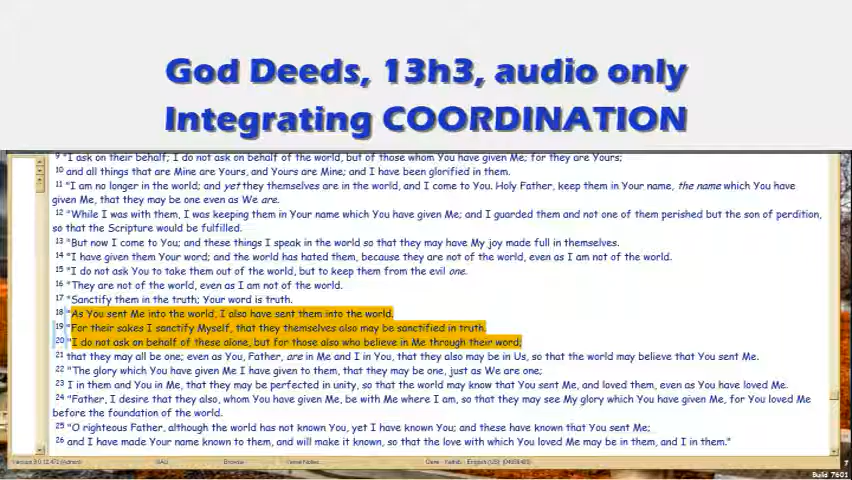 God Deeds, 13h3, audio only
Integrating COORDINATION
9 "I ask on their behalf; I do not ask on behalf of the world, but of those whom You have given Me; for they are Yours;
10 and all things that are Mine are Yours, and Yours are Mine; and I have been glorified in them.
11 "I am no longer in the world; and yet they themselves are in the world, and I come to You. Holy Father, keep them in Your name, the name which You have
given Me, that they may be one even as We are.
12 "While I was with them, I was keeping them in Your name which You have given Me; and I guarded them and not one of them perished but the son of perdition,
so that the Scripture would be fulfilled.
13 "But now I come to You; and these things I speak in the world so that they may have My joy made full in themselves.
14 "I have given them Your word; and the world has hated them, because they are not of the world, even as I am not of the world.
15 "I do not ask You to take them out of the world, but to keep them from the evil one.
16 "They are not of the world, even as I am not of the world.
17 "Sanctify them in the truth; Your word is truth.
18 "As You sent Me into the world, I also have sent them into the world.
19 "For their sakes I sanctify Myself, that they themselves also may be sanctified in truth.
20 "I do not ask on behalf of these alone, but for those also who believe in Me through their word;
21 that they may all be one; even as You, Father, are in Me and I in You, that they also may be in Us, so that the world may believe that You sent Me.
22 "The glory which You have given Me I have given to them, that they may be one, just as We are one;
23 I in them and You in Me, that they may be perfected in unity, so that the world may know that You sent Me, and loved them, even as You have loved Me.
24 "Father, I desire that they also, whom You have given Me, be with Me where I am, so that they may see My glory which You have given Me, for You loved Me
before the foundation of the world.
25 "O righteous Father, although the world has not known You, yet I have known You; and these have known that You sent Me;
26 and I have made Your name known to them, and will make it known, so that the love with which You loved Me may be in them, and I in them."
Browse
7
Build 7601